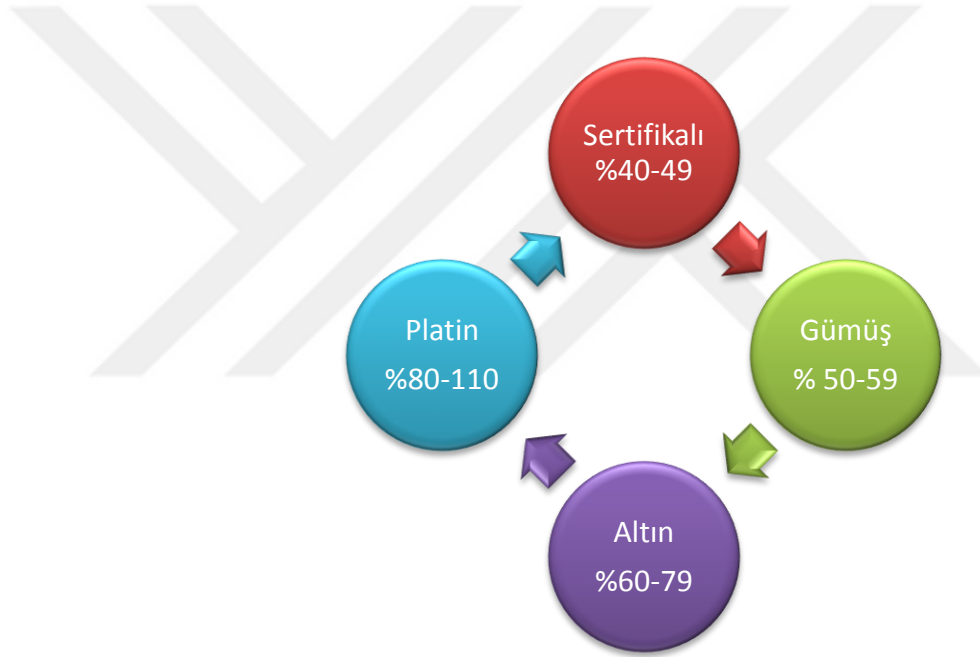 Sertifikalı
%40-49
Gümüş
% 50-59
Altın
%60-79
Platin
%80-110